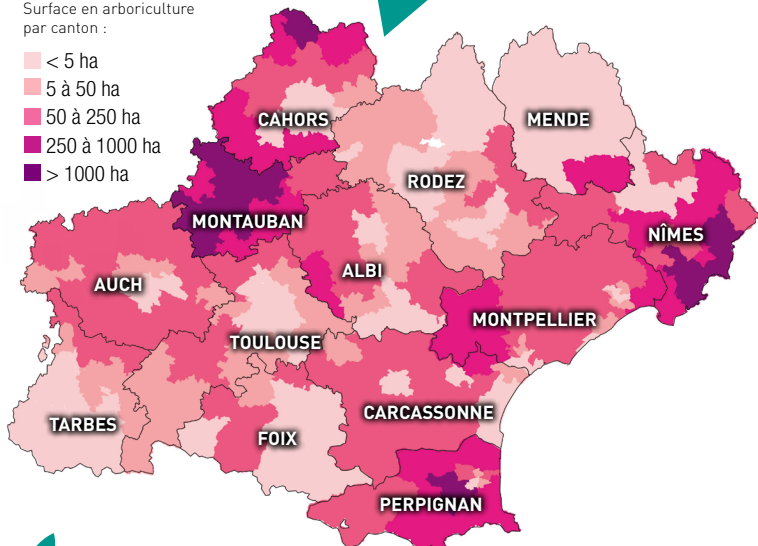 Surface en arboriculture
par canton :
< 5 ha
5 à 50 ha
50 à 250 ha
250 à 1000 ha
> 1000 ha
CAHORS
MENDE
RODEZ
MONTAUBAN
NÎMES
ALBI
AUCH
MONTPELLIER
TOULOUSE
CARCASSONNE
TARBES
FOIX
PERPIGNAN